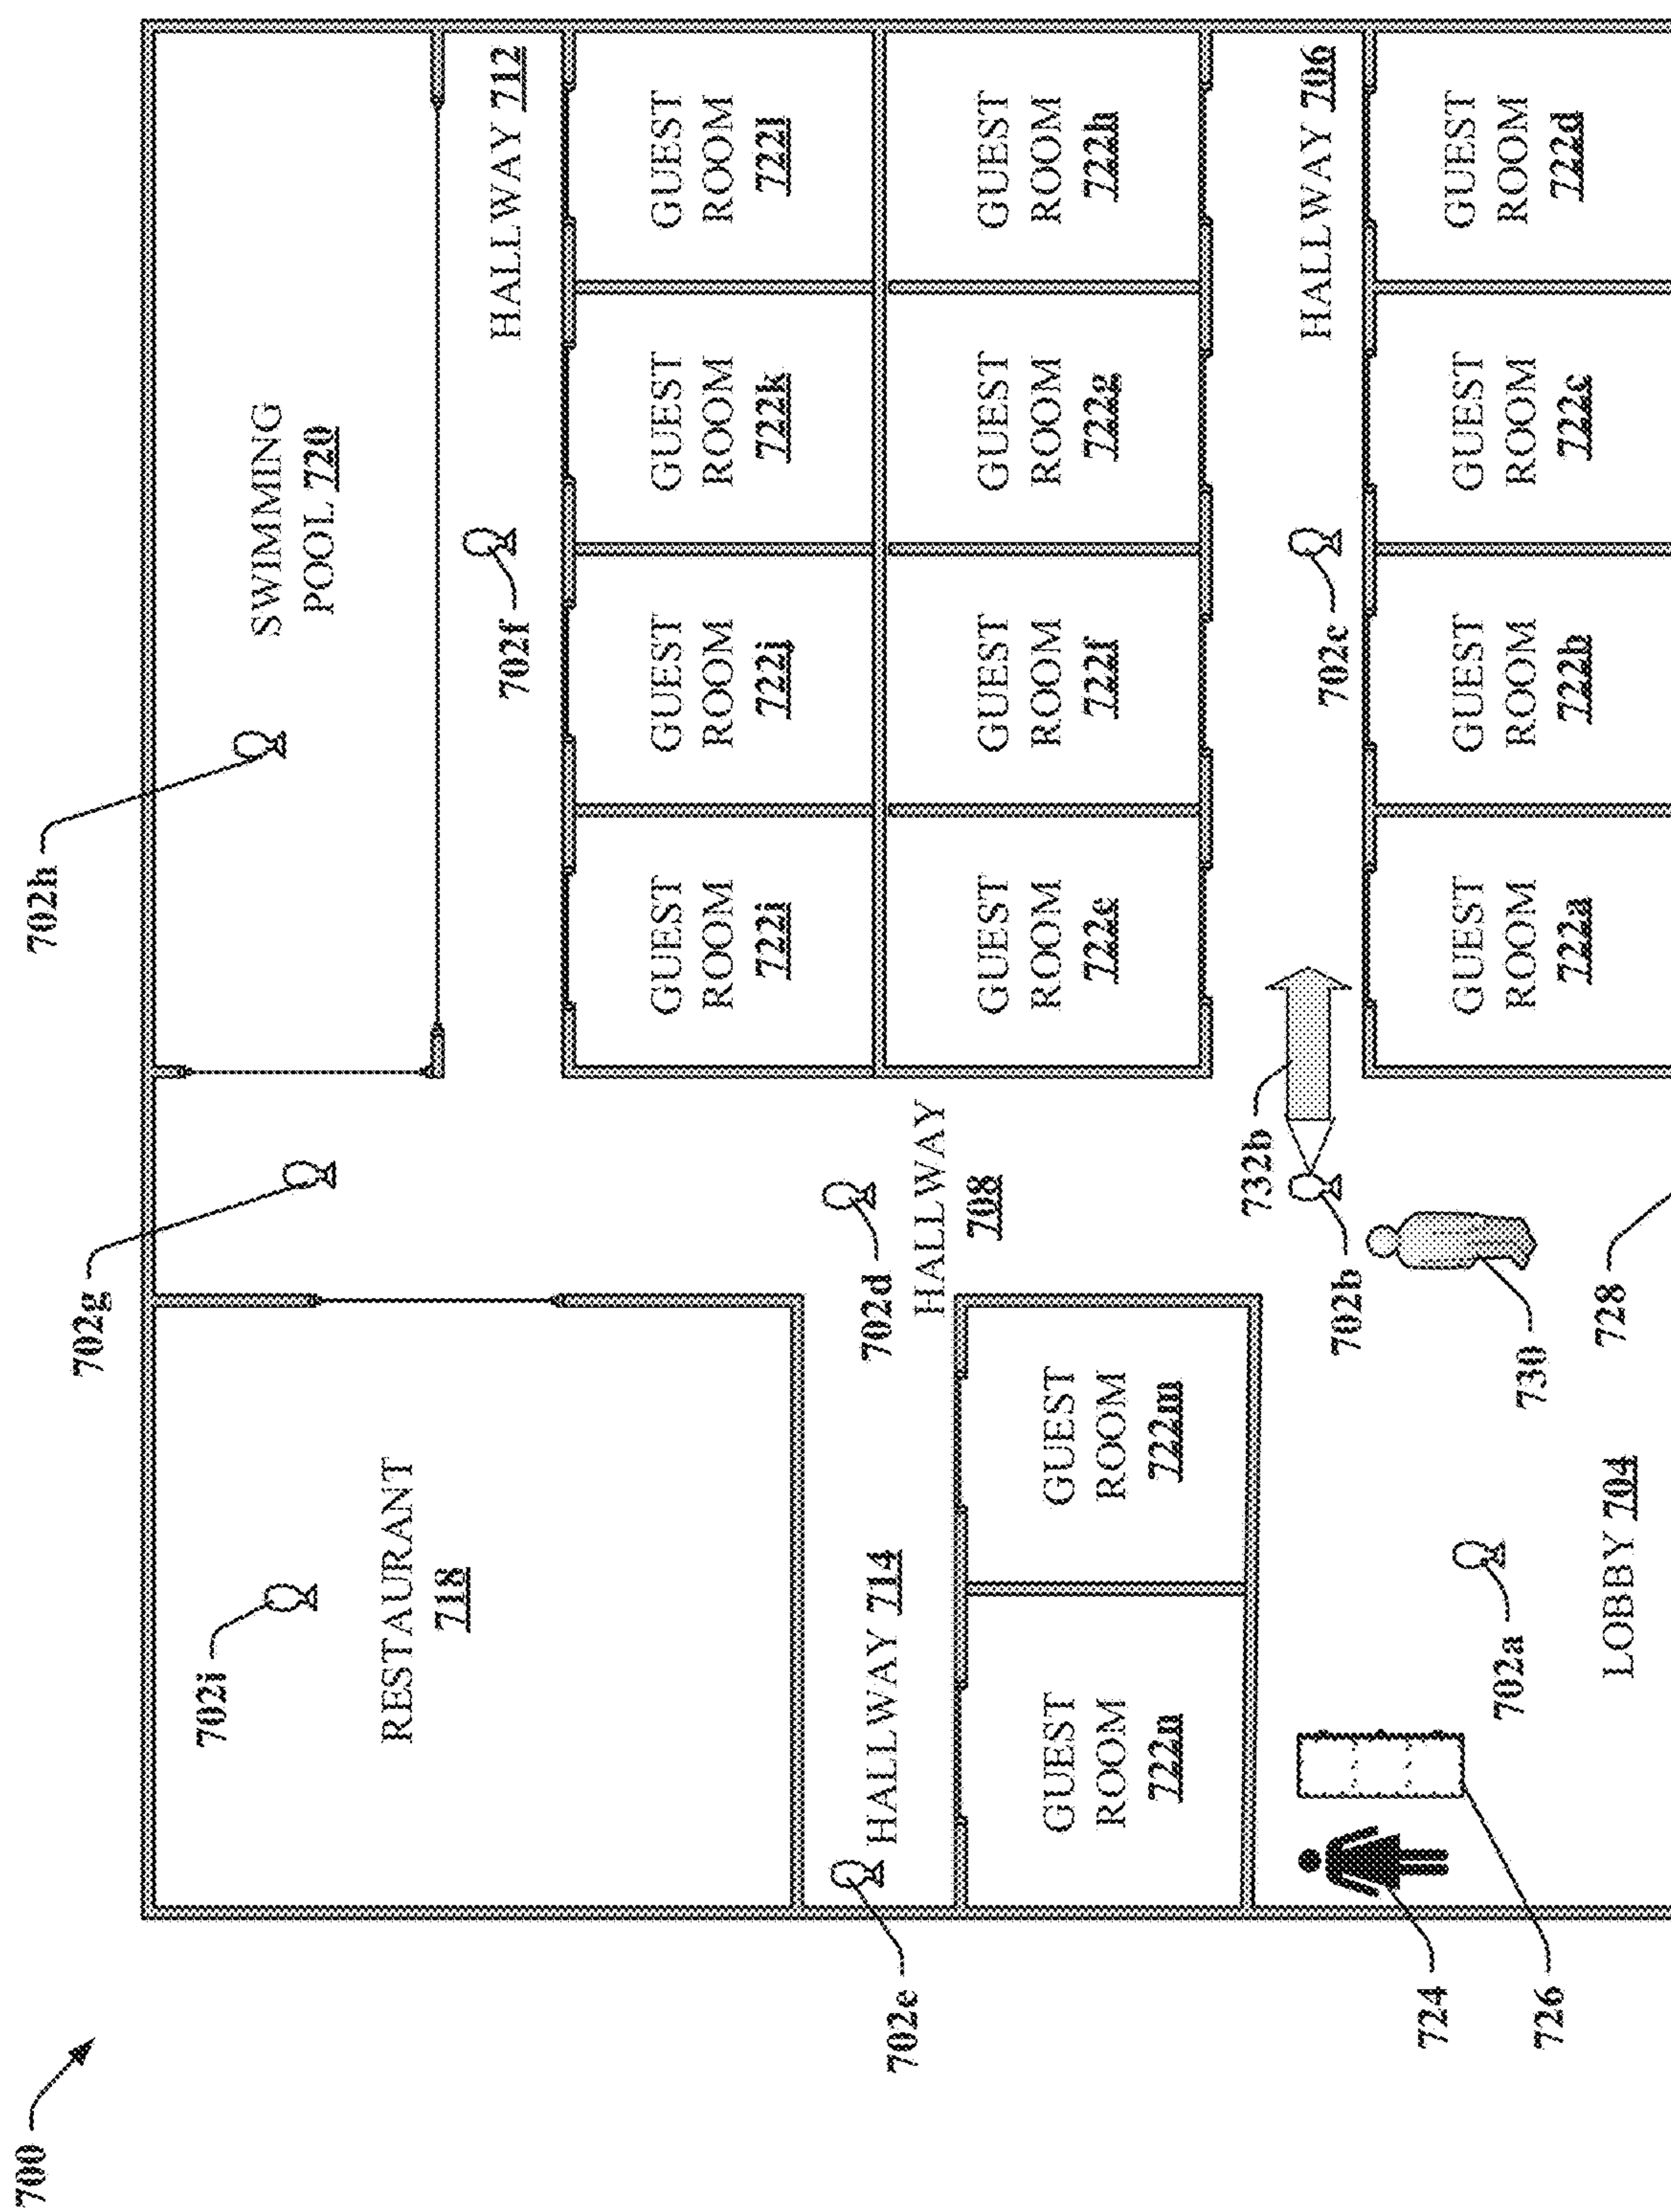 700
702h
702g
702i
SWIMMING
POOL 720
RESTAURANT
718
HALLWAY 712
702f
GUEST
ROOM
722i
GUEST
ROOM
722j
GUEST
ROOM
722k
GUEST
ROOM
722l
702d
HALLWAY 714
702e
HALLWAY
708
GUEST
ROOM
722e
GUEST
ROOM
722f
GUEST
ROOM
722g
GUEST
ROOM
722h
GUEST
ROOM
722n
GUEST
ROOM
722m
732b
HALLWAY 706
702b
702c
724
702a
730
726
GUEST
ROOM
722a
GUEST
ROOM
722b
GUEST
ROOM
722c
GUEST
ROOM
722d
LOBBY 704
728